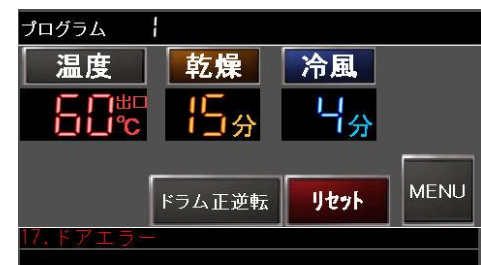 プログラム 1
温度 乾燥 冷風
60出口℃ 15分 4分
ドラム正逆転 リセット MENU
17.ドアエラー